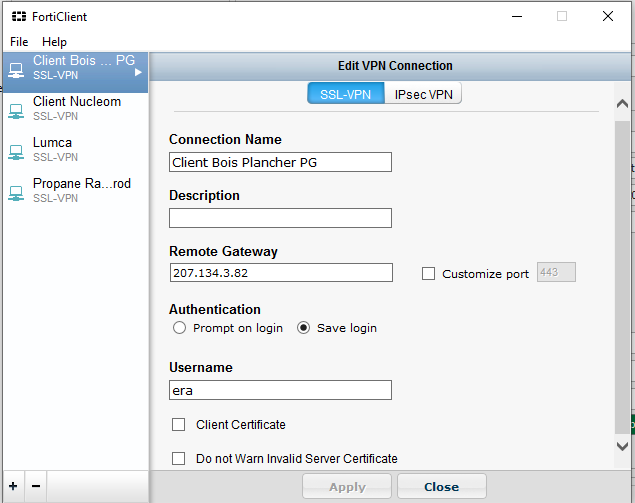 FortiClient
File Help
Client Bois ... PG
SSL-VPN
Client Nucleom
SSL-VPN
Lumca
SSL-VPN
Propane Ra...rod
SSL-VPN
Edit VPN Connection
SSL-VPN IPsec VPN
Connection Name
Client Bois Plancher PG
Description
Remote Gateway
207.134.3.82
Customize port 443
Authentication
Prompt on login Save login
Username
era
Client Certificate
Do not Warn Invalid Server Certificate
Apply Close